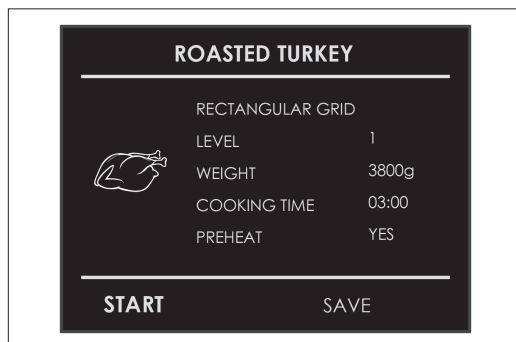 ROASTED TURKEY
RECTANGULAR GRID
LEVEL 1
WEIGHT 3800g
COOKING TIME 03:00
PREHEAT YES
START SAVE